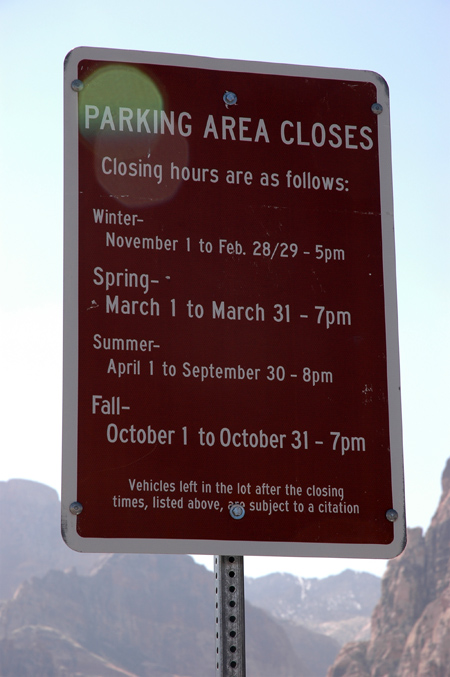 PARKING AREA CLOSES
Closing hours are as follows:
Winter–
November 1 to Feb. 28/29 – 5pm
Spring–
March 1 to March 31 – 7pm
Summer–
April 1 to September 30 – 8pm
Fall–
October 1 to October 31 – 7pm
Vehicles left in the lot after the closing
times, listed above, are subject to a citation